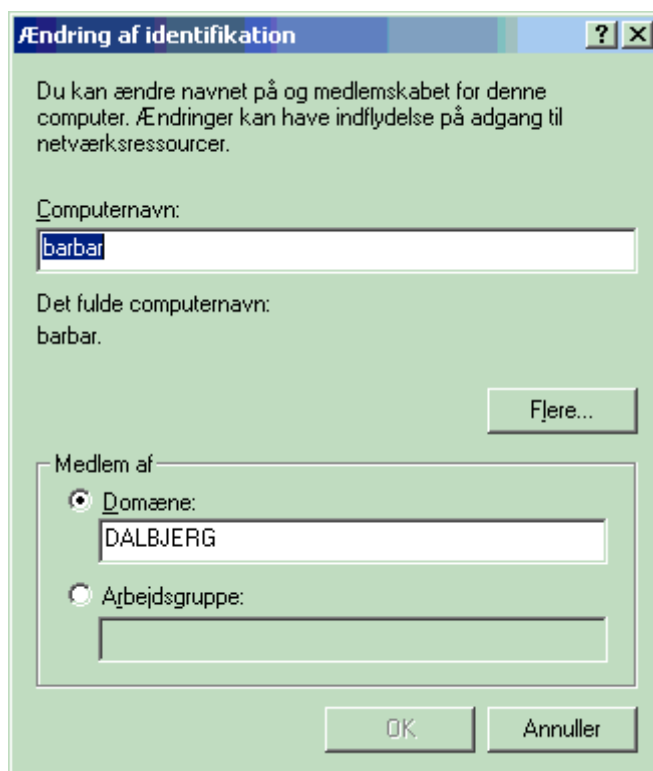 Ændring af identifikation
Du kan ændre navnet på og medlemskabet for denne
computer. Ændringer kan have indflydelse på adgang til
netværksressourcer.
Computernavn:
barbar
Det fulde computernavn:
barbar.
Flere...
Medlem af
Domæne:
DALBJERG
Arbejdsgruppe:
OK Annuller